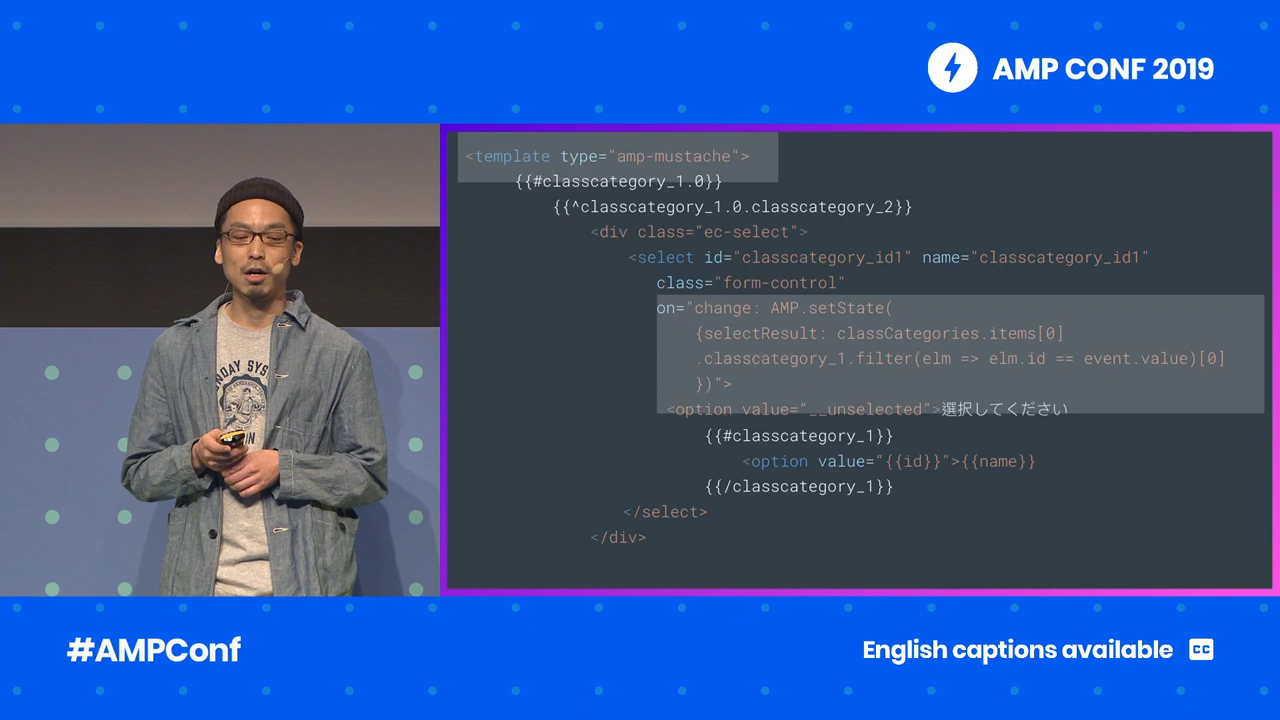 AMP CONF 2019
<template type="amp-mustache">
{{#classcategory_1.0}}
{{^classcategory_1.0.classcategory_2}}
<div class="ec-select">
<select id="classcategory_id1" name="classcategory_id1"
class="form-control"
on="change: AMP.setState(
{selectResult: classCategories.items[0]
.classcategory_1.filter(elm => elm.id == event.value)[0]
})”>
<option value="__unselected">選択してください
{{#classcategory_1}}
<option value=“{{id}}">{{name}}
{{/classcategory_1}}
</select>
</div>
#AMPConf
English captions available CC